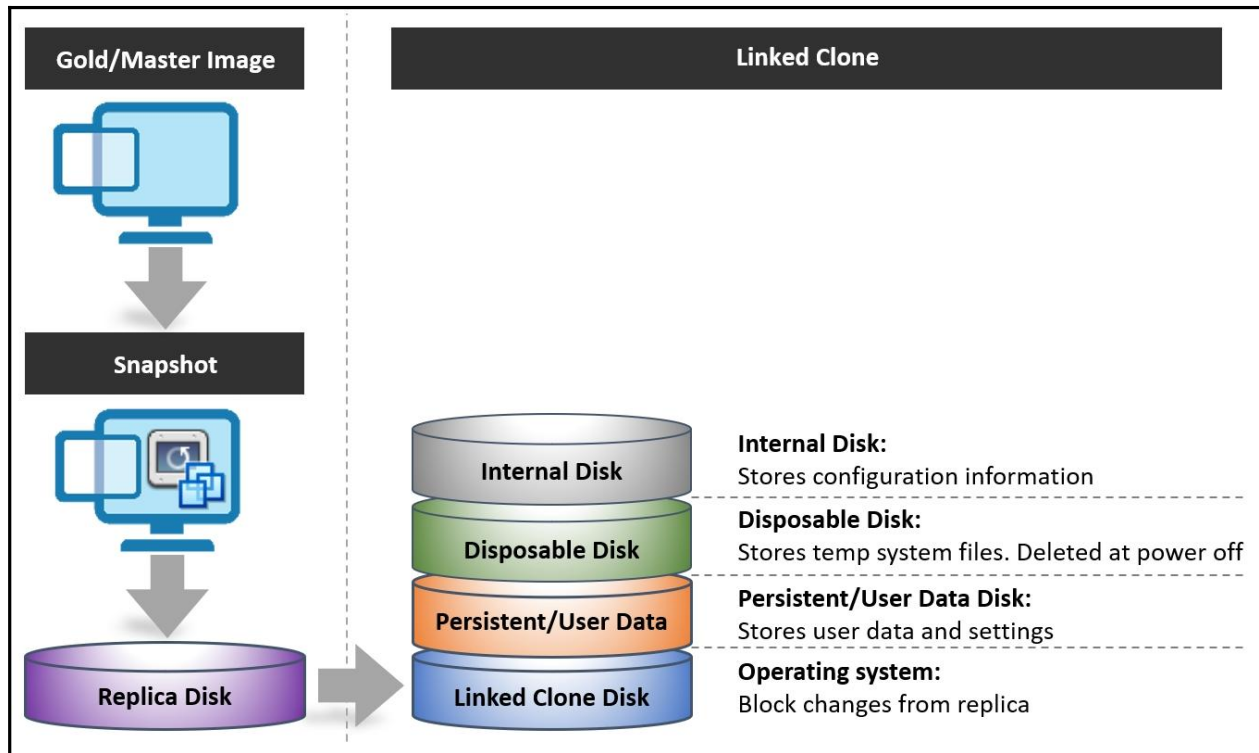 Gold/Master Image
Linked Clone
Snapshot
Internal Disk
Internal Disk:
Stores configuration information
Disposable Disk
Disposable Disk:
Stores temp system files. Deleted at power off
Persistent/User Data
Persistent/User Data Disk:
Stores user data and settings
Replica Disk
Linked Clone Disk
Operating system:
Block changes from replica